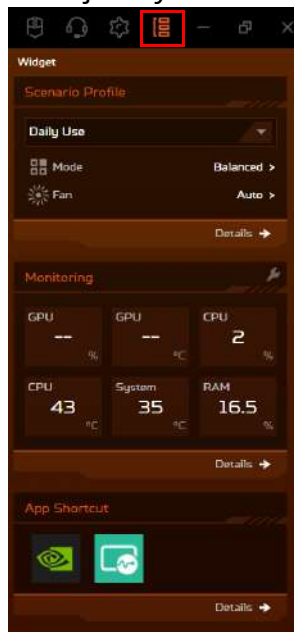 Widget
Scenario Profile
Daily Use
Mode Balanced >
Fan Auto >
Details →
Monitoring
GPU GPU CPU
-- -- 2
% °C %
CPU System RAM
43 35 16.5
°C °C %
Details →
App Shortcut
Details →